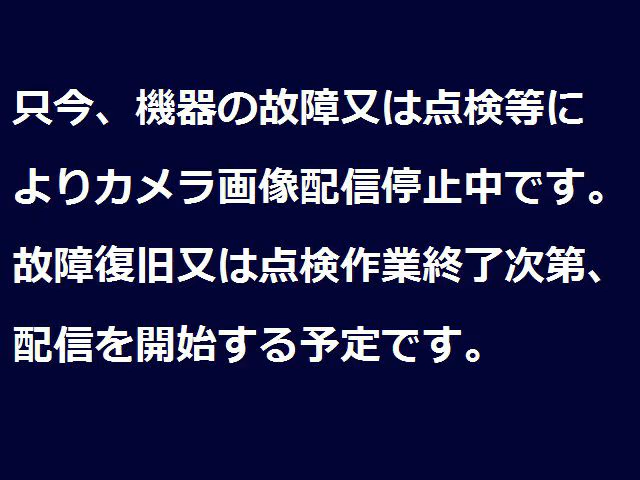 只今、機器の故障又は点検等に
よりカメラ画像配信停止中です。
故障復旧又は点検作業終了次第、
配信を開始する予定です。